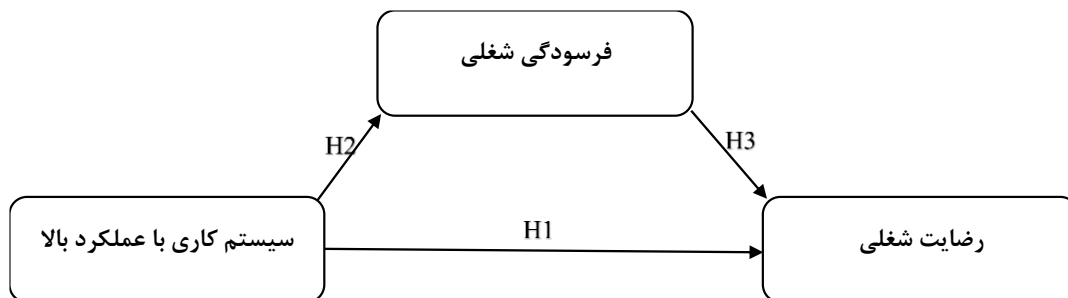 فرسودگی شغلی
H2
H3
سیستم کاری با عملکرد بالا
H1
رضایت شغلی